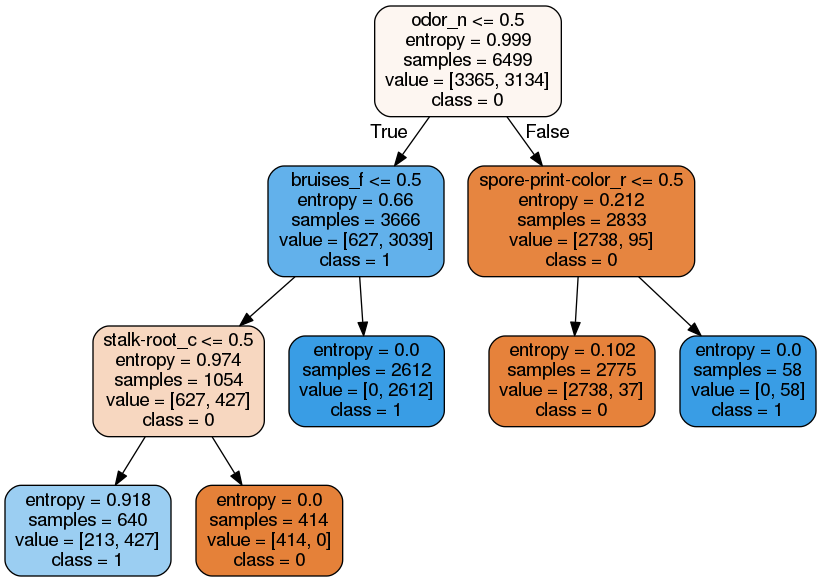 odor_n <= 0.5
entropy = 0.999
samples = 6499
value = [3365, 3134]
class = 0
True
False
bruises_f <= 0.5
entropy = 0.66
samples = 3666
value = [627, 3039]
class = 1
spore-print-color_r <= 0.5
entropy = 0.212
samples = 2833
value = [2738, 95]
class = 0
stalk-root_c <= 0.5
entropy = 0.974
samples = 1054
value = [627, 427]
class = 0
entropy = 0.0
samples = 2612
value = [0, 2612]
class = 1
entropy = 0.102
samples = 2775
value = [2738, 37]
class = 0
entropy = 0.0
samples = 58
value = [0, 58]
class = 1
entropy = 0.918
samples = 640
value = [213, 427]
class = 1
entropy = 0.0
samples = 414
value = [414, 0]
class = 0